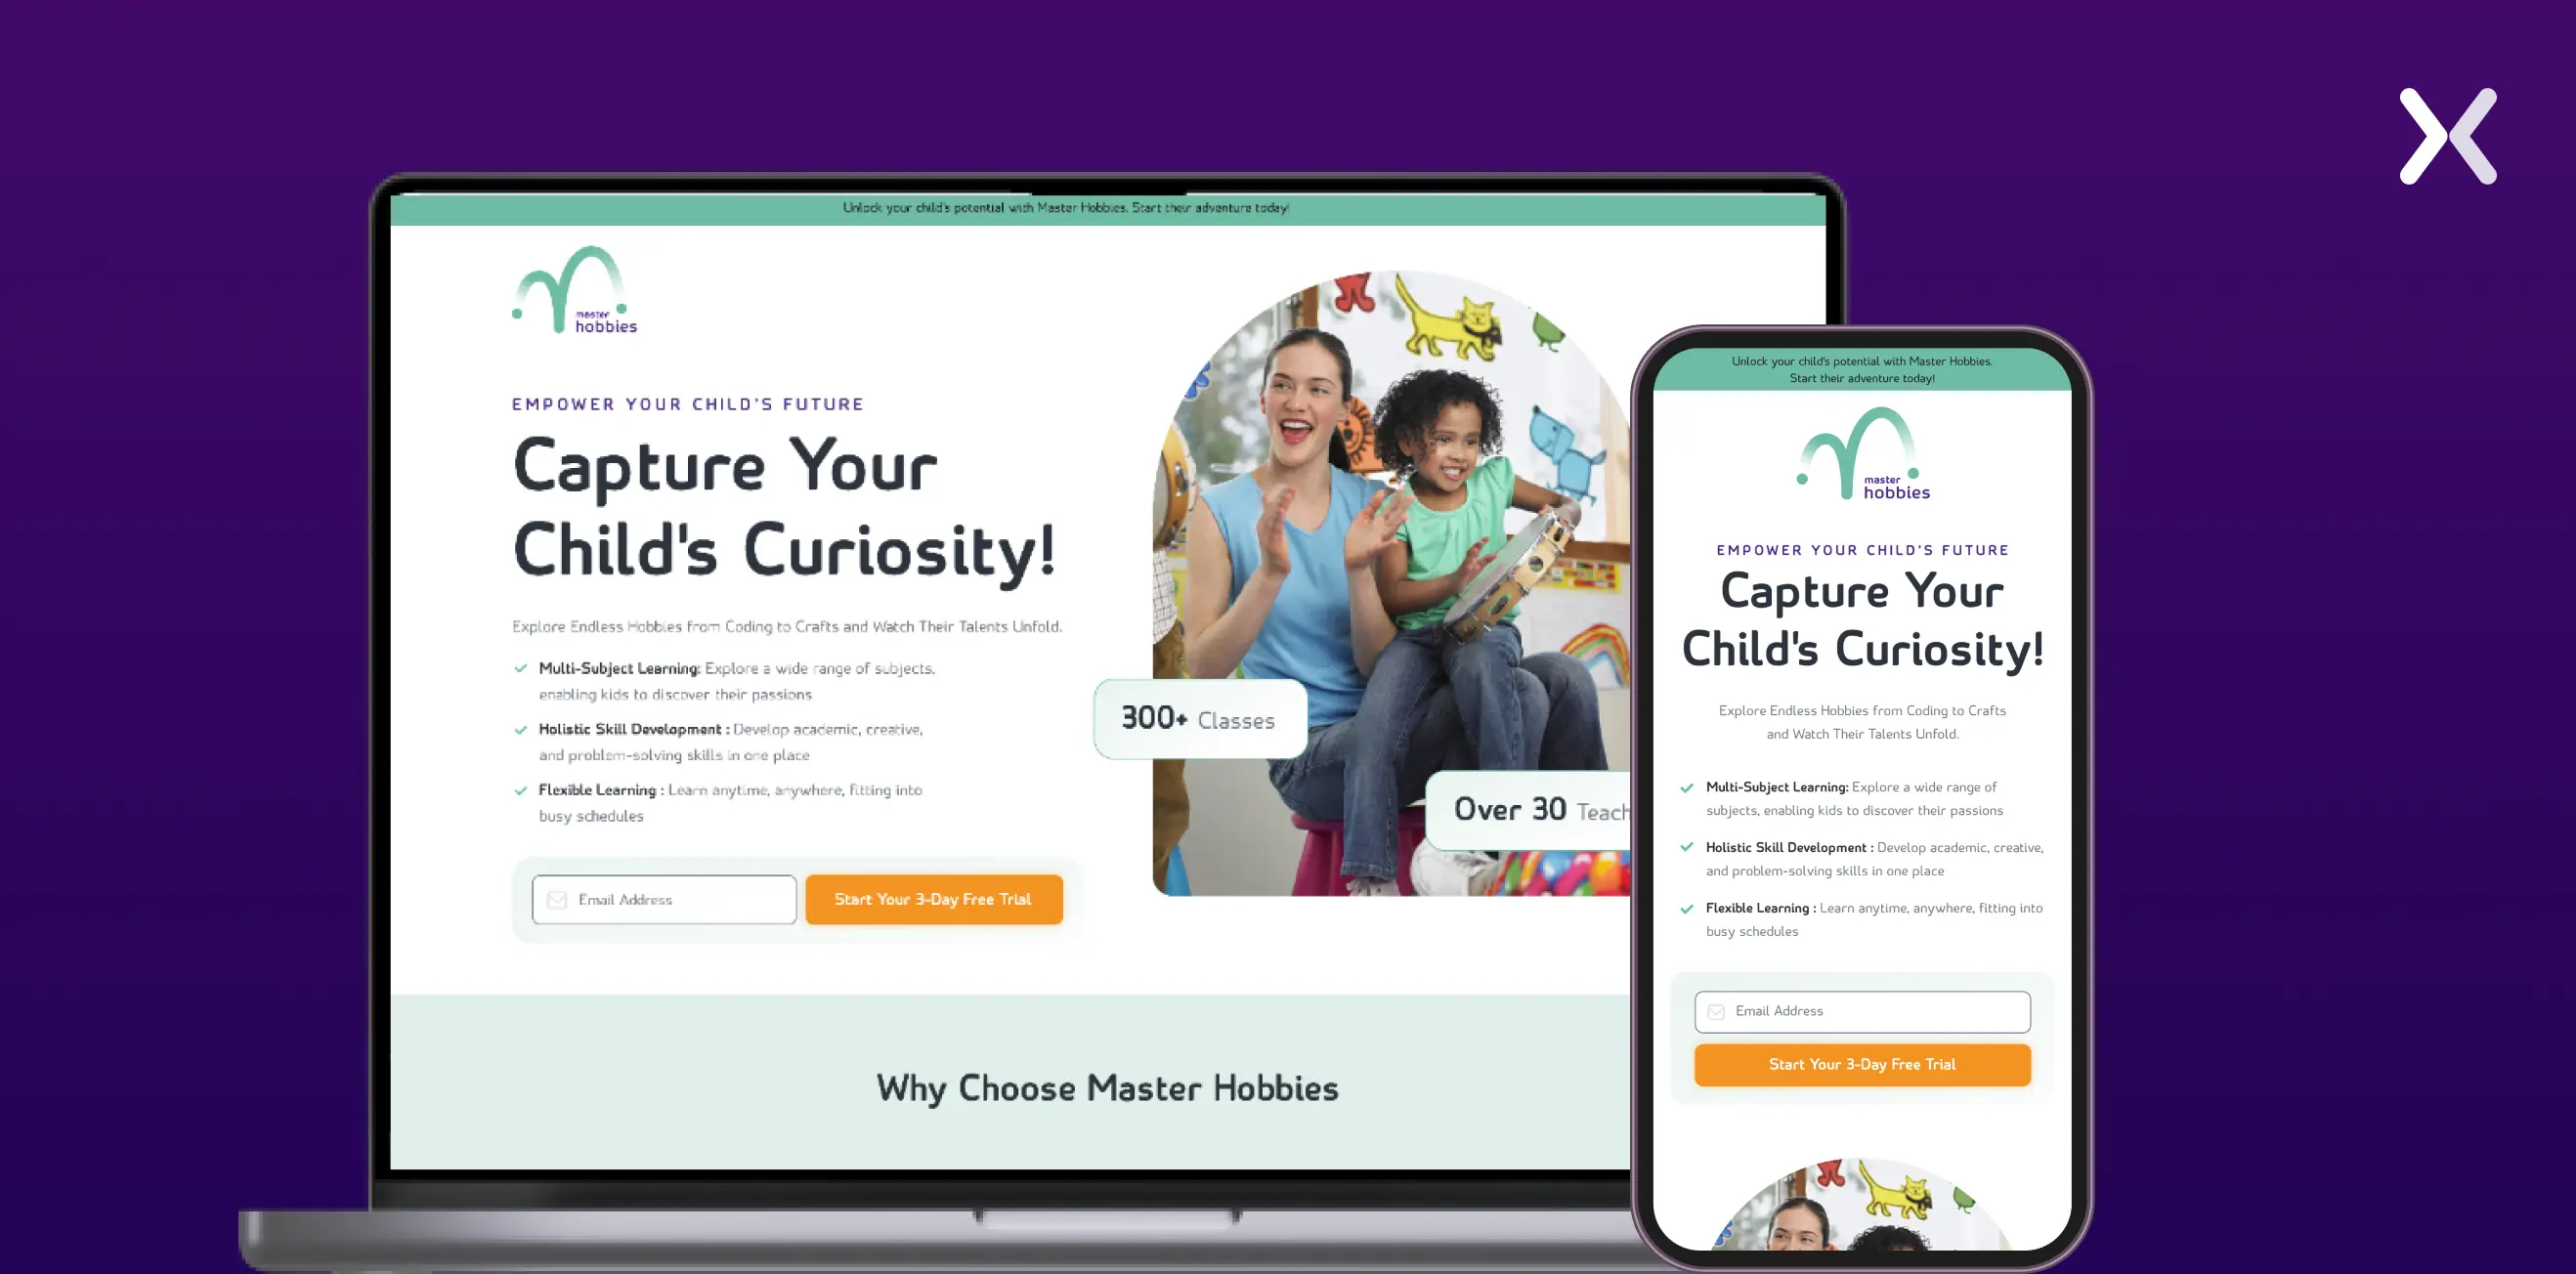 Unlock your child's potential with Master Hobbies. Start their adventure today!
master
hobbies
EMPOWER YOUR CHILD'S FUTURE
Capture Your
Child's Curiosity!
Explore Endless Hobbies from Coding to Crafts and Watch Their Talents Unfold.
Multi-Subject Learning: Explore a wide range of subjects,
enabling kids to discover their passions
Holistic Skill Development : Develop academic, creative,
and problem-solving skills in one place
Flexible Learning : Learn anytime, anywhere, fitting into
busy schedules
Email Address
Start Your 3-Day Free Trial
300+ Classes
Over 30 Teach
Why Choose Master Hobbies
Unlock your child's potential with Master Hobbies.
Start their adventure today!
master
hobbies
EMPOWER YOUR CHILD'S FUTURE
Capture Your
Child's Curiosity!
Explore Endless Hobbies from Coding to Crafts
and Watch Their Talents Unfold.
Multi-Subject Learning: Explore a wide range of
subjects, enabling kids to discover their passions
Holistic Skill Development : Develop academic, creative,
and problem-solving skills in one place
Flexible Learning : Learn anytime, anywhere, fitting into
busy schedules
Email Address
Start Your 3-Day Free Trial